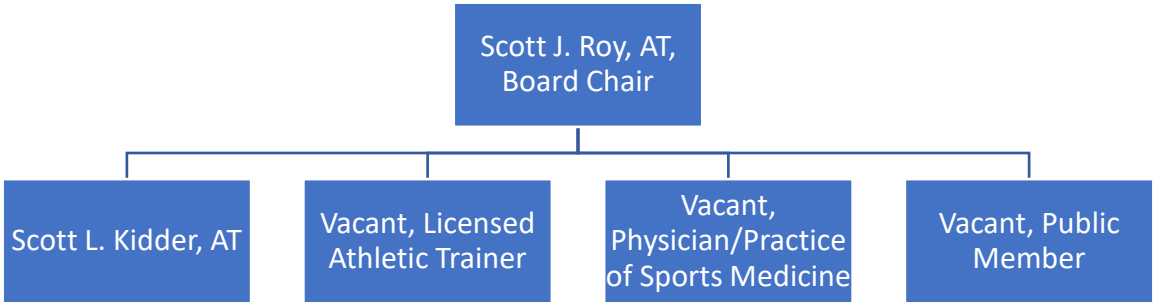 Scott J. Roy, AT,
Board Chair
Scott L. Kidder, AT
Vacant, Licensed
Athletic Trainer
Vacant,
Physician/Practice
of Sports Medicine
Vacant, Public
Member